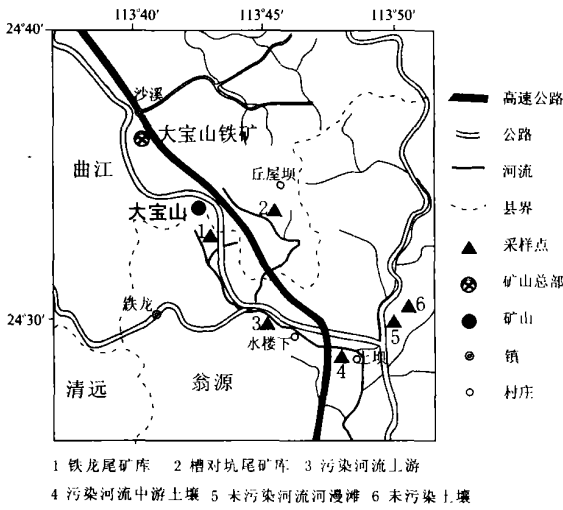 113°40′ 113°45′ 113°50′
24°40′
沙溪
大宝山铁矿
曲江
丘屋坝
大宝山
2
1
铁龙
6
24°30′
3
5
水楼下
4
上坝
清远
翁源
高速公路
公路
河流
县界
采样点
矿山总部
矿山
镇
村庄
1 铁龙尾矿库 2 槽对坑尾矿库 3 污染河流上游
4 污染河流中游土壤 5 未污染河流河漫滩 6 未污染土壤